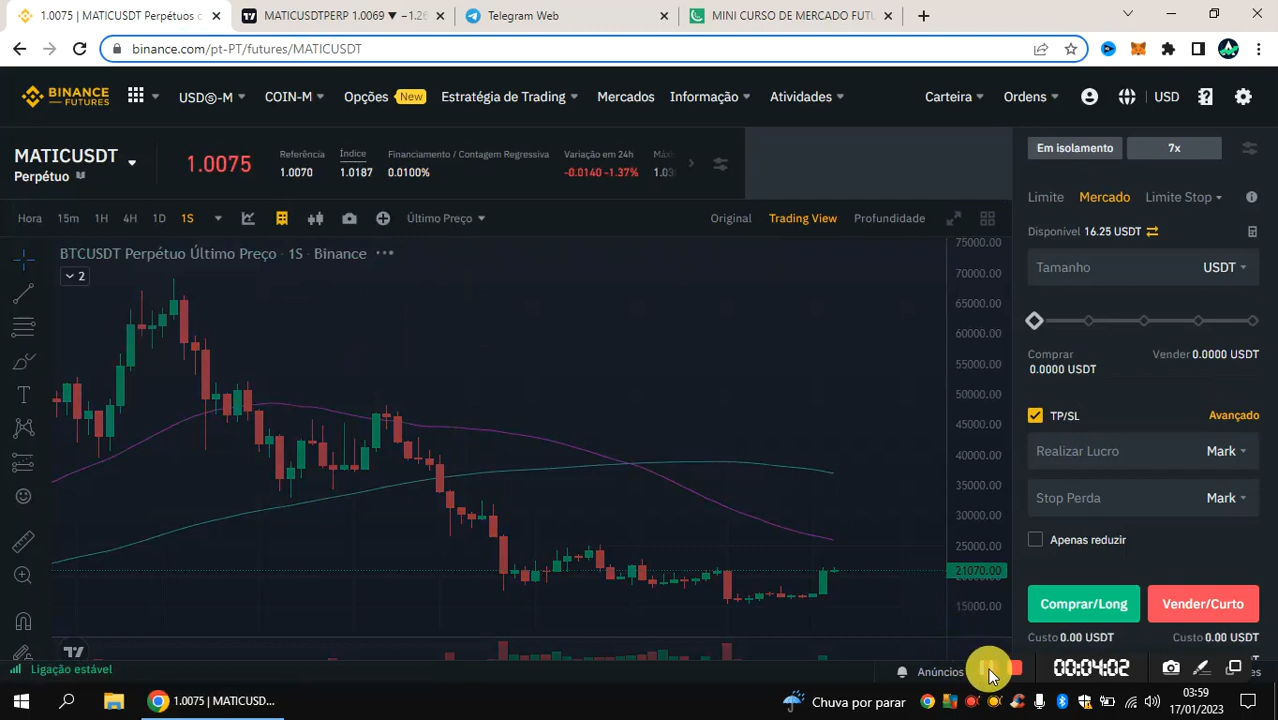 1.0075 | MATICUSDT Perpétuos
MATICUSDTPERP 1.0069 ▼ −1.26
Telegram Web
MINI CURSO DE MERCADO FUTU
binance.com/pt-PT/futures/MATICUSDT
BINANCE FUTURES
USDⓈ-M
COIN-M
Opções
New
Estratégia de Trading
Mercados
Informação
Atividades
Carteira
Ordens
USD
MATICUSDT
Perpétuo
1.0075
Referência
1.0070
Índice
1.0187
Financiamento / Contagem Regressiva
0.0100%
Variação em 24h
-0.0140 -1.37%
Em isolamento
7x
Hora 15m 1H 4H 1D 1S
Último Preço
Original
Trading View
Profundidade
Limite
Mercado
Limite Stop
Disponível 16.25 USDT
Tamanho
USDT
BTCUSDT Perpétuo Último Preço · 1S · Binance
2
75000.00
70000.00
65000.00
60000.00
55000.00
50000.00
45000.00
40000.00
35000.00
30000.00
25000.00
21070.00
15000.00
Comprar
0.0000 USDT
Vender 0.0000 USDT
TP/SL
Avançado
Realizar Lucro
Mark
Stop Perda
Mark
Apenas reduzir
Comprar/Long
Vender/Curto
Custo 0.00 USDT
Custo 0.00 USDT
Ligação estável
Anúncios
00:04:02
1.0075 | MATICUSD...
Chuva por parar
03:59
17/01/2023